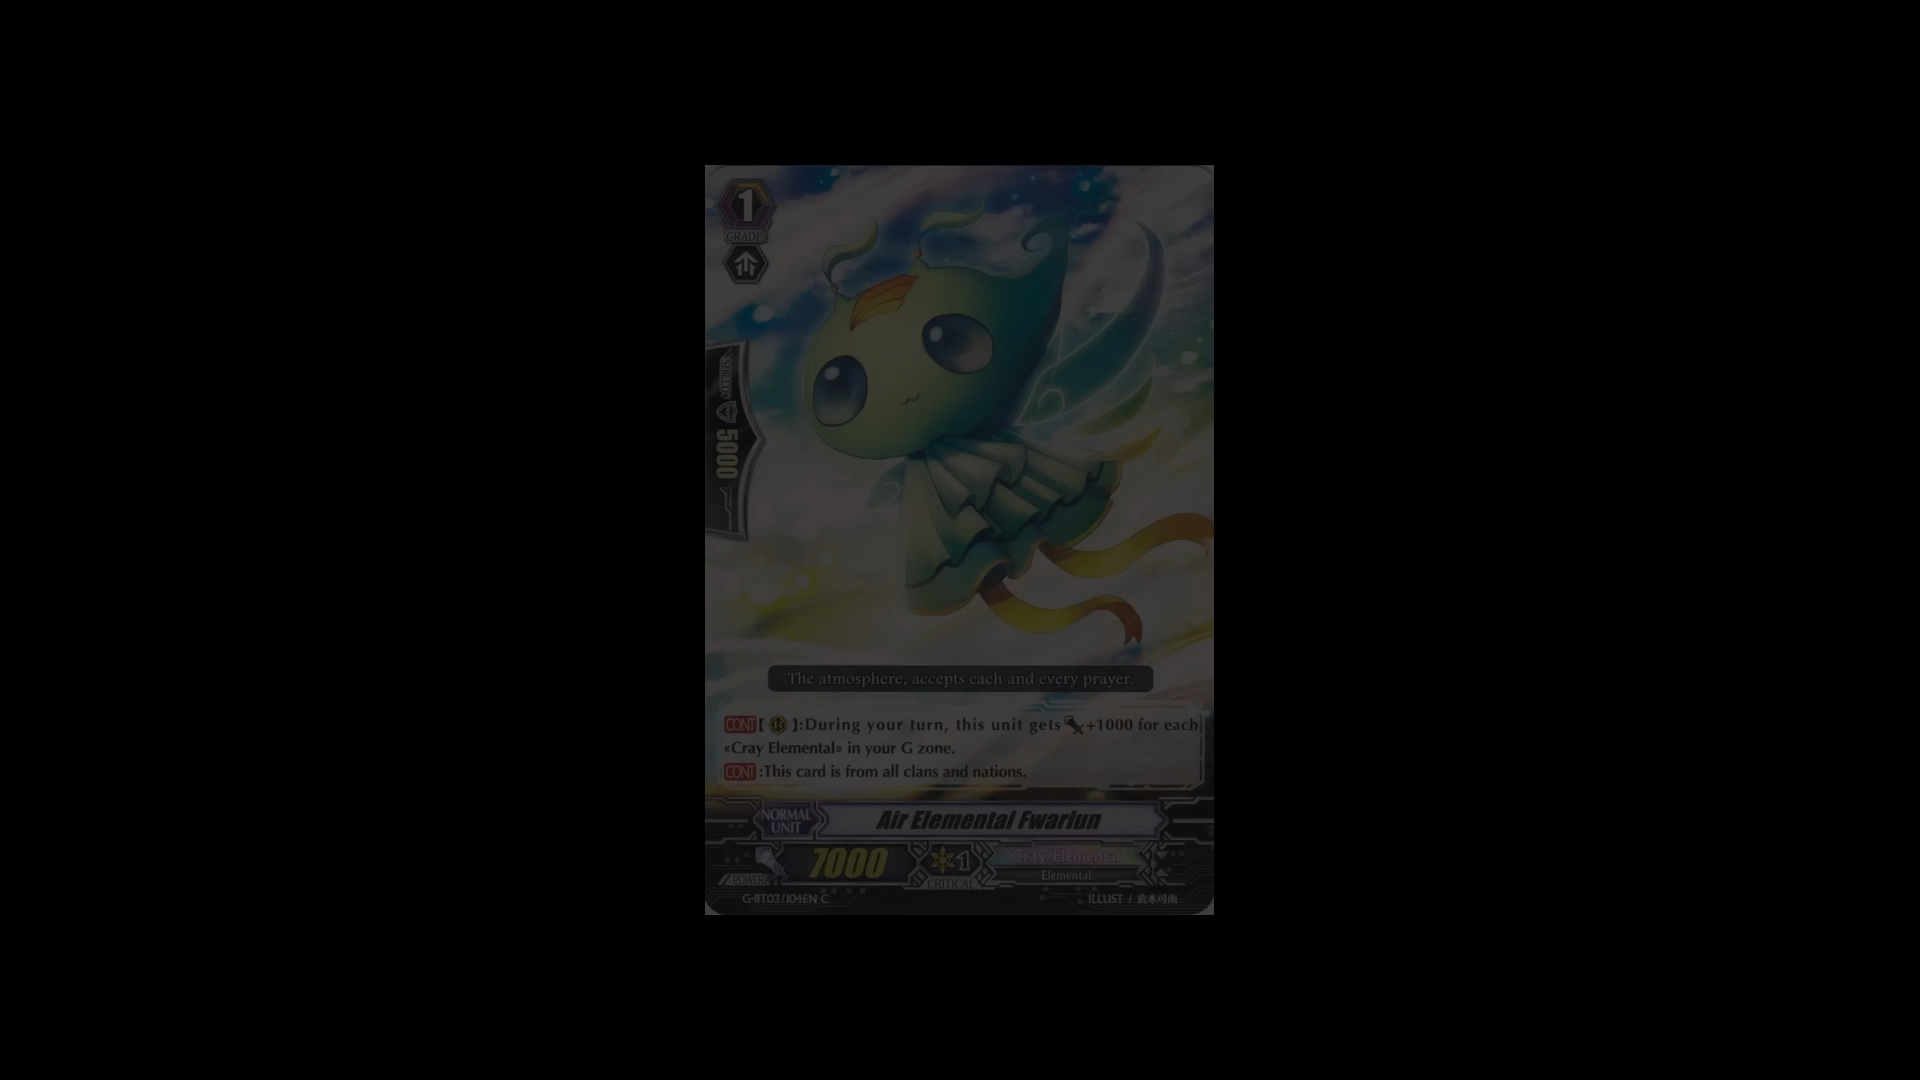 1
GRADE
SHIELD
5000
The atmosphere, accepts each and every prayer.
CONT【 】:During your turn, this unit gets +1000 for each
«Cray Elemental» in your G zone.
CONT:This card is from all clans and nations.
NORMAL
UNIT
Air Elemental Fwarlun
POWER
7000
1
CRITICAL
Cray Elemental
Elemental
G-BT03/104EN C
ILLUST / 倉本可南